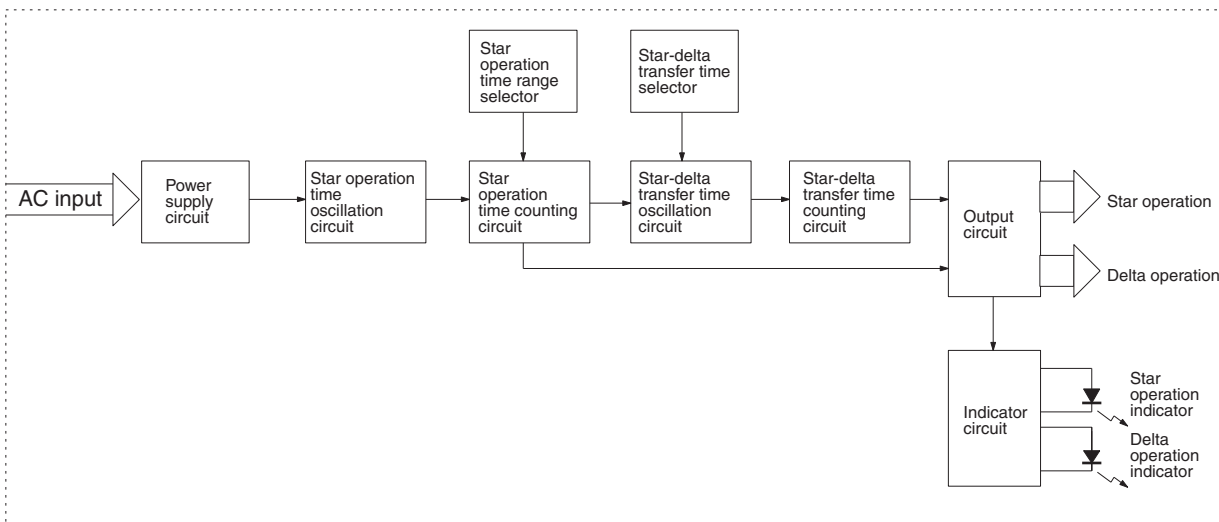 Star
operation
time range
selector
Star-delta
transfer time
selector
AC input
Power
supply
circuit
Star operation
time
oscillation
circuit
Star
operation
time counting
circuit
Star-delta
transfer time
oscillation
circuit
Star-delta
transfer time
counting
circuit
Output
circuit
Star operation
Delta operation
Indicator
circuit
Star
operation
indicator
Delta
operation
indicator